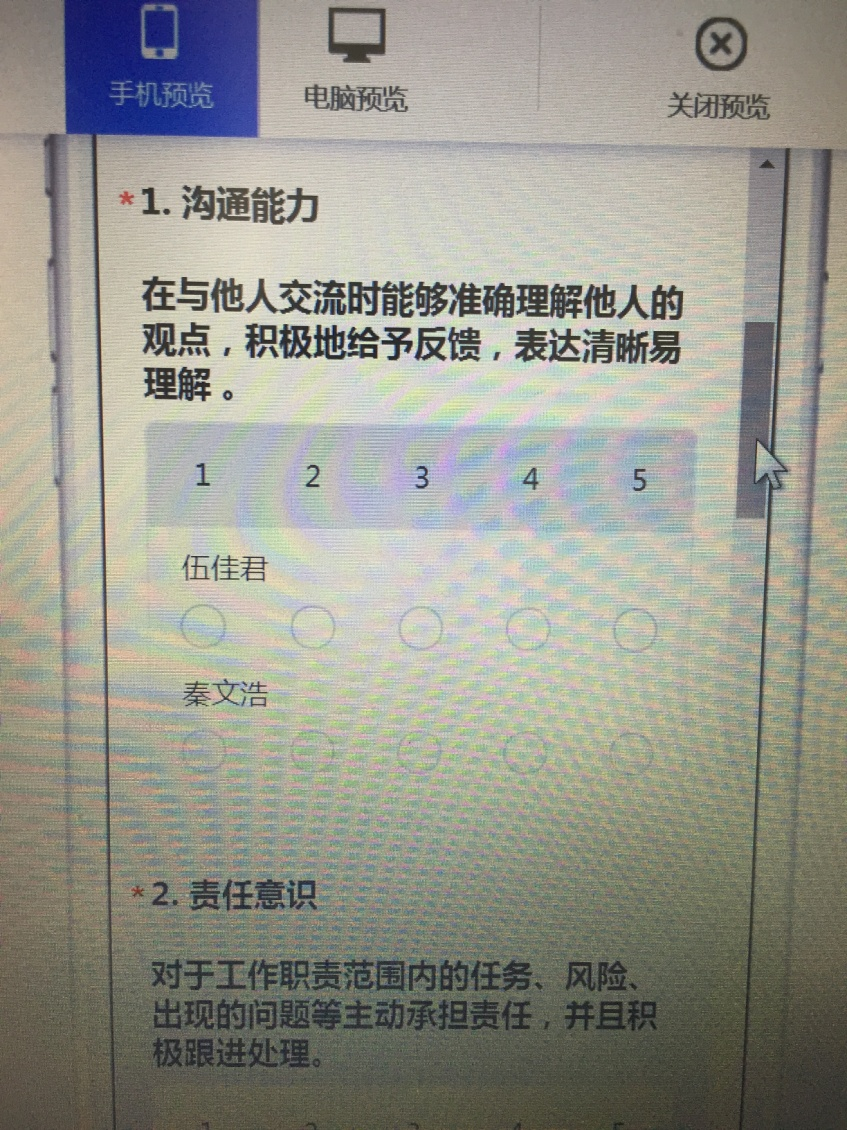 手机预览 电脑预览 关闭预览
*1. 沟通能力
在与他人交流时能够准确理解他人的
观点，积极地给予反馈，表达清晰易
理解 。
1 2 3 4 5
伍佳君
秦文浩
*2. 责任意识
对于工作职责范围内的任务、风险、
出现的问题等主动承担责任，并且积
极跟进处理。
1 2 3 4 5